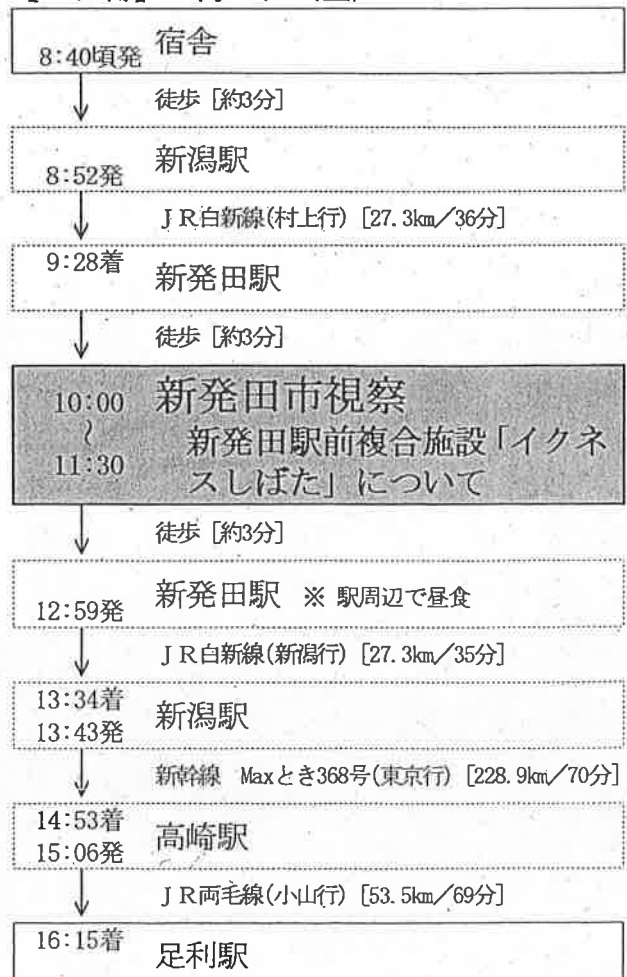 宿舎
8:40頃発
徒歩 [約3分]
新潟駅
8:52発
ＪＲ白新線(村上行) [27.3km／36分]
9:28着
新発田駅
徒歩 [約3分]
10:00
～
11:30
新発田市視察
新発田駅前複合施設「イクネ
スしばた」について
徒歩 [約3分]
新発田駅 ※ 駅周辺で昼食
12:59発
ＪＲ白新線(新潟行) [27.3km／35分]
13:34着
13:43発
新潟駅
新幹線 Maxとき368号(東京行) [228.9km／70分]
14:53着
15:06発
高崎駅
ＪＲ両毛線(小山行) [53.5km／69分]
16:15着
足利駅